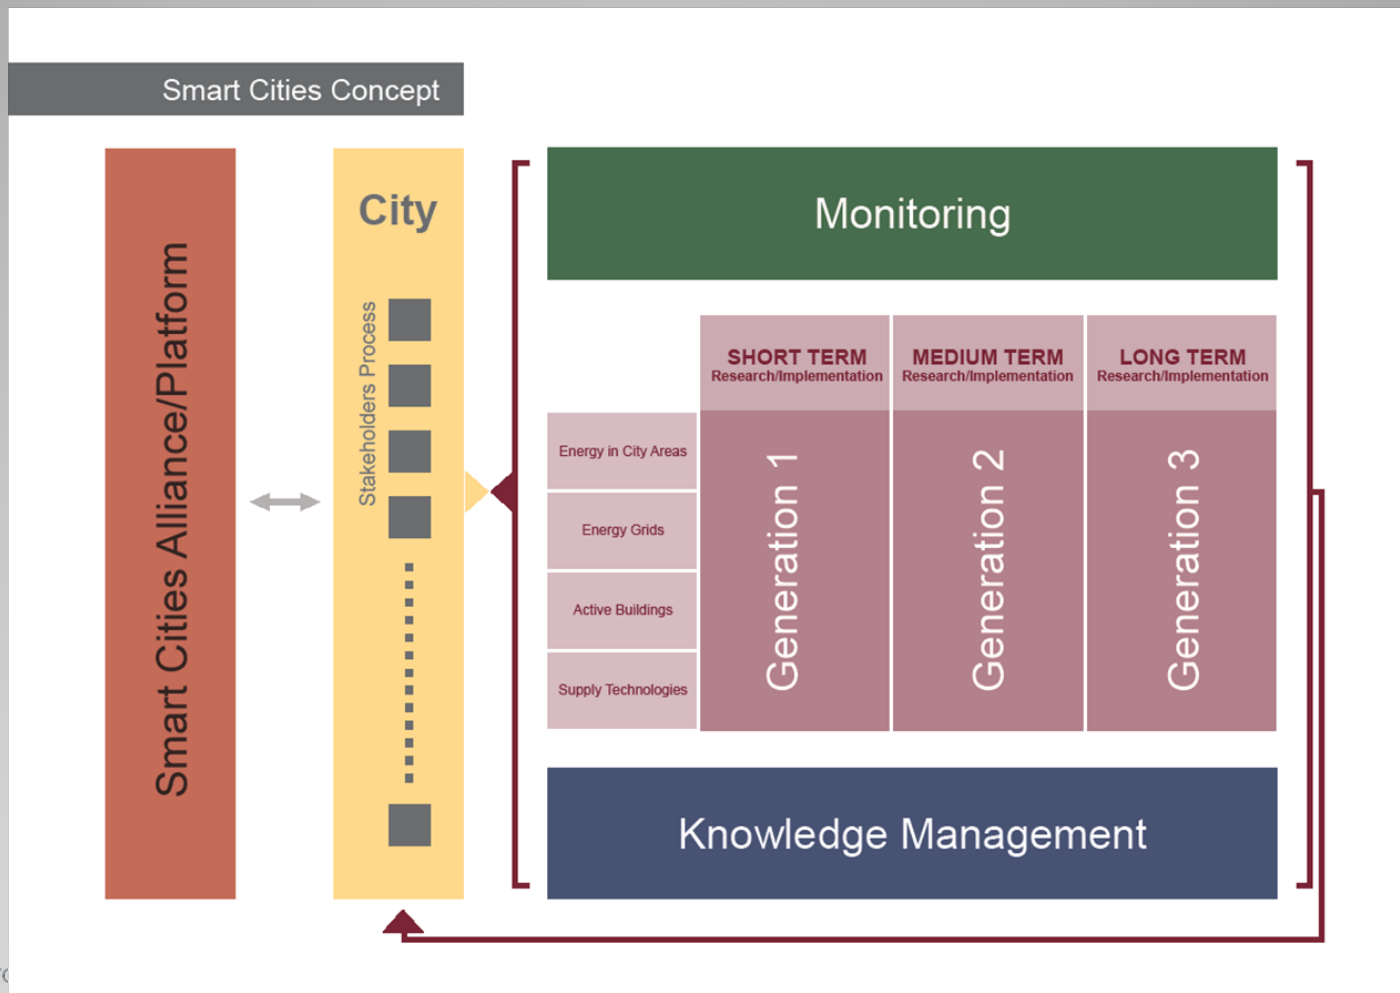 Smart Cities Concept
Smart Cities Alliance/Platform
City
Stakeholders Process
Monitoring
SHORT TERM
Research/Implementation
MEDIUM TERM
Research/Implementation
LONG TERM
Research/Implementation
Energy in City Areas
Energy Grids
Active Buildings
Supply Technologies
Generation 1
Generation 2
Generation 3
Knowledge Management